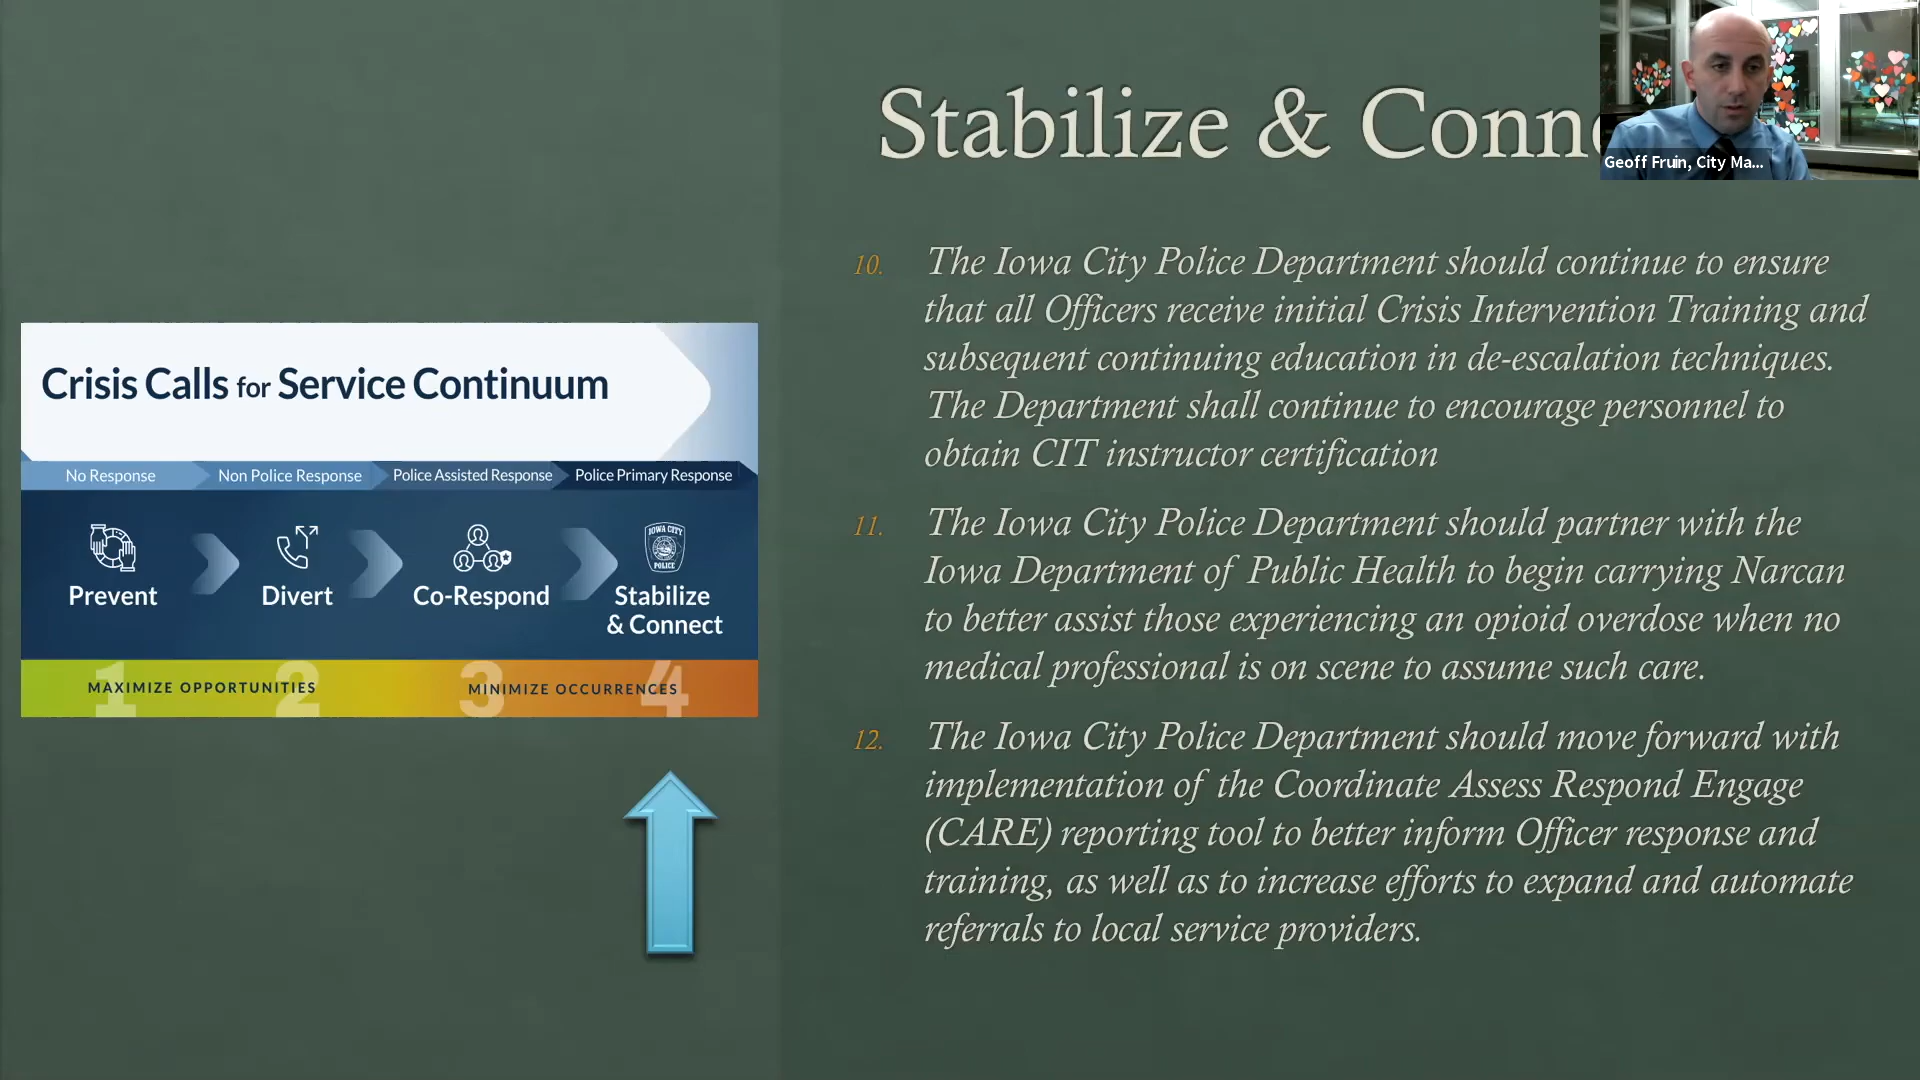 Stabilize & Conne
Geoff Fruin, City Ma...
Crisis Calls for Service Continuum
No Response
Non Police Response
Police Assisted Response
Police Primary Response
IOWA CITY
POLICE
Prevent
Divert
Co-Respond
Stabilize
& Connect
MAXIMIZE OPPORTUNITIES
MINIMIZE OCCURRENCES
1
2
3
4
10. The Iowa City Police Department should continue to ensure
that all Officers receive initial Crisis Intervention Training and
subsequent continuing education in de-escalation techniques.
The Department shall continue to encourage personnel to
obtain CIT instructor certification
11. The Iowa City Police Department should partner with the
Iowa Department of Public Health to begin carrying Narcan
to better assist those experiencing an opioid overdose when no
medical professional is on scene to assume such care.
12. The Iowa City Police Department should move forward with
implementation of the Coordinate Assess Respond Engage
(CARE) reporting tool to better inform Officer response and
training, as well as to increase efforts to expand and automate
referrals to local service providers.